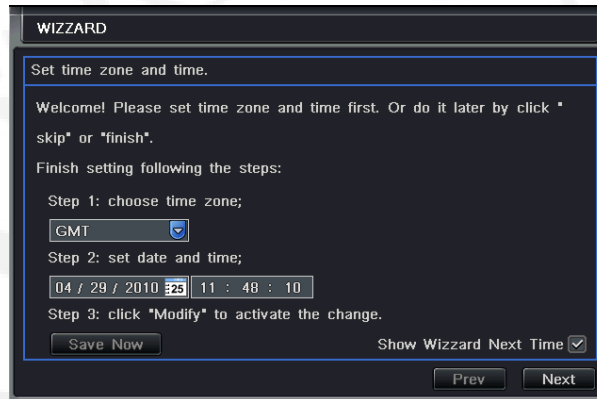 WIZZARD
Set time zone and time.
Welcome! Please set time zone and time first. Or do it later by click "
skip" or "finish".
Finish setting following the steps:
Step 1: choose time zone;
GMT
Step 2: set date and time;
04 / 29 / 2010 25 11 : 48 : 10
Step 3: click "Modify" to activate the change.
Save Now Show Wizzard Next Time
Prev Next